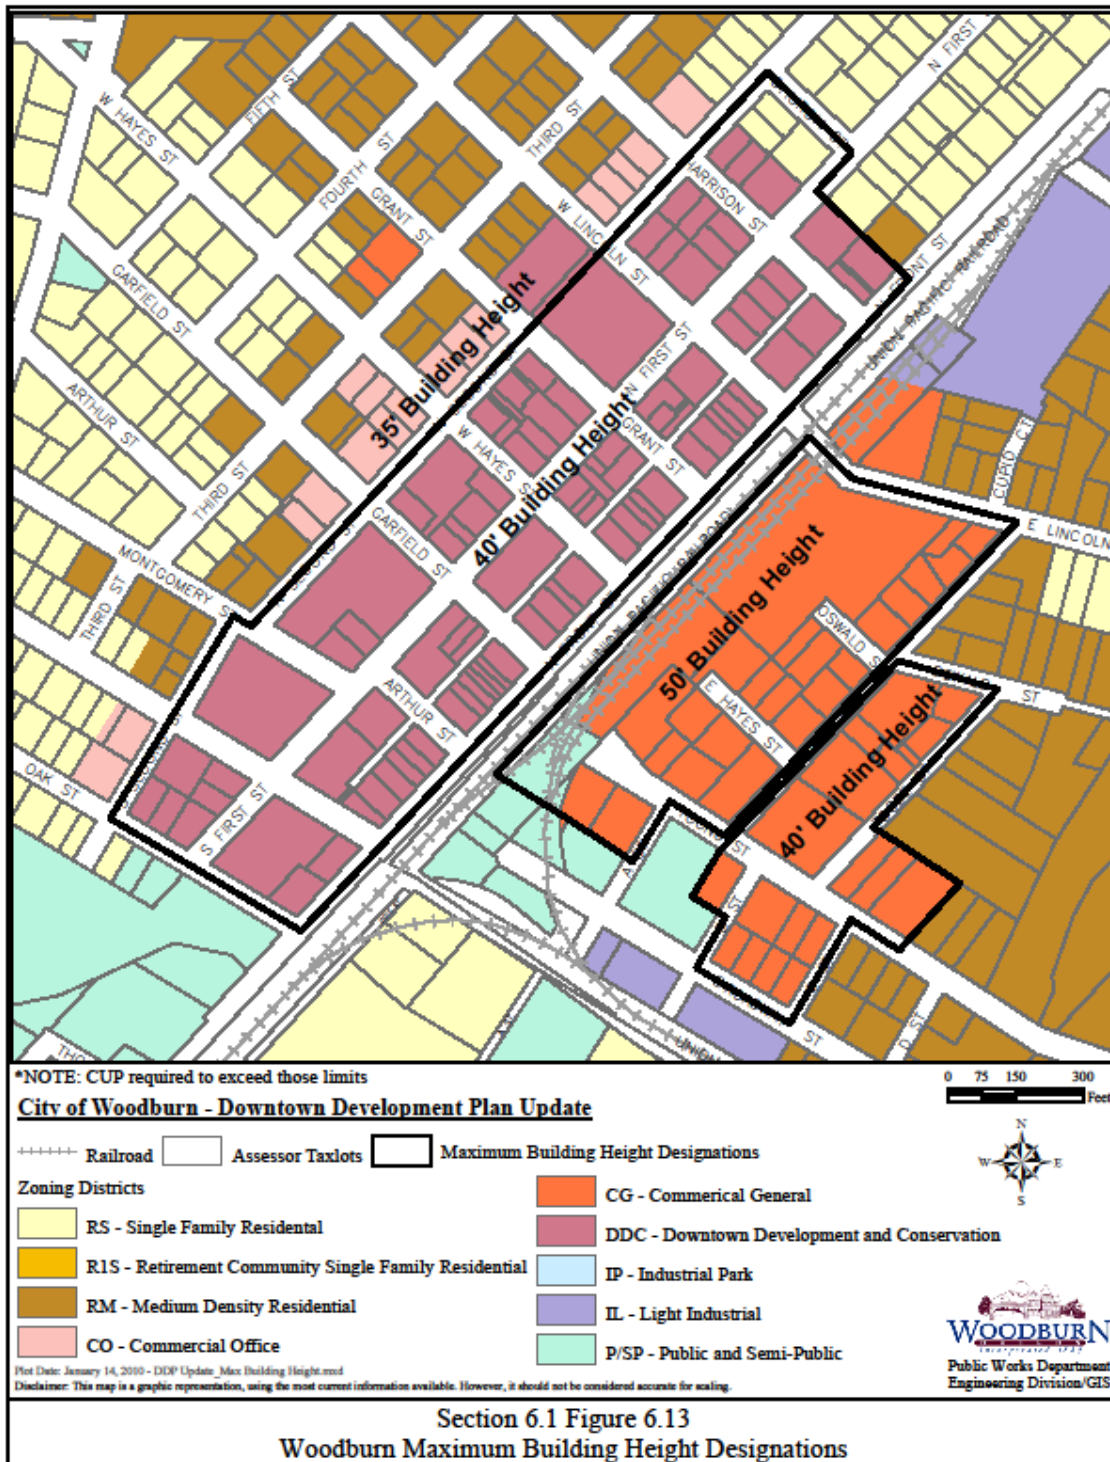 N FIRST
FIFTH ST
W HAYES ST
THIRD ST
FOURTH ST
GRANT ST
HARRISON ST
W LINCOLN ST
N FRONT ST
UNION PACIFIC RAILROAD
GARFIELD ST
35' Building Height
N FIRST ST
ARTHUR ST
W HAYES S
40' Building Height
GRANT ST
CUPID CT
THIRD ST
GARFIELD ST
E LINCOLN
MONTGOMERY S
THIRD ST
50' Building Height
OSWALD S
E HAYES ST
ST
ARTHUR ST
40' Building Height
OAK ST
S FIRST ST
ST
ST
ST
D ST
UNION
*NOTE: CUP required to exceed those limits
0 75 150 300
Feet
City of Woodburn - Downtown Development Plan Update
Railroad Assessor Taxlots Maximum Building Height Designations
N
W E
S
Zoning Districts
RS - Single Family Residental
R1S - Retirement Community Single Family Residential
RM - Medium Density Residential
CO - Commercial Office
CG - Commerical General
DDC - Downtown Development and Conservation
IP - Industrial Park
IL - Light Industrial
P/SP - Public and Semi-Public
WOODBURN
Incorporated 1889
Public Works Department
Engineering Division/GIS
Plot Date: January 14, 2010 - DDP Update_Max Building Height.mxd
Disclaimer: This map is a graphic representation, using the most current information available. However, it should not be considered accurate for scaling.
Section 6.1 Figure 6.13
Woodburn Maximum Building Height Designations